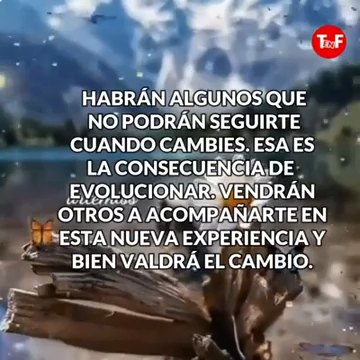 T F
HABRÁN ALGUNOS QUE
NO PODRÁN SEGUIRTE
CUANDO CAMBIES. ESA ES
LA CONSECUENCIA DE
EVOLUCIONAR. VENDRÁN
OTROS A ACOMPAÑARTE EN
ESTA NUEVA EXPERIENCIA Y
BIEN VALDRÁ EL CAMBIO.